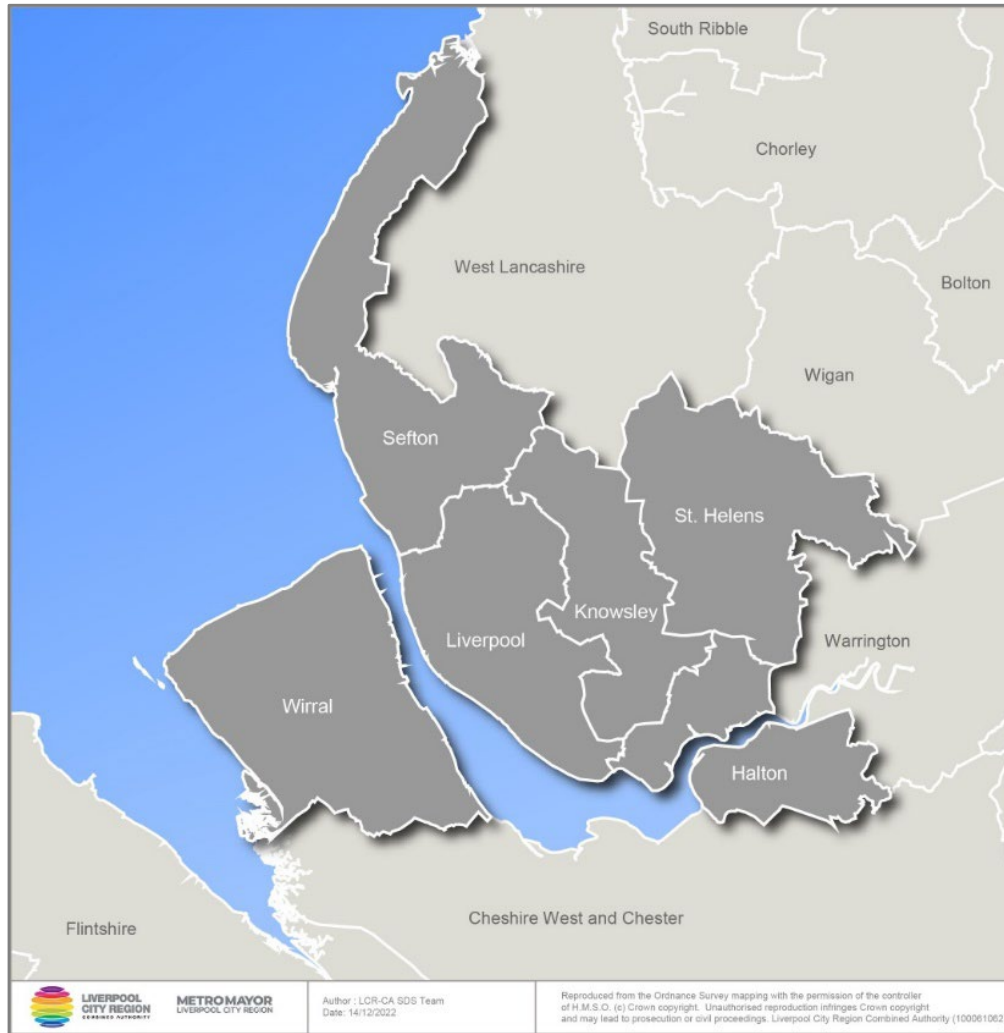 South Ribble
Chorley
West Lancashire
Bolton
Wigan
Sefton
St. Helens
Knowsley
Liverpool
Warrington
Wirral
Halton
Cheshire West and Chester
Flintshire
LIVERPOOL
CITY REGION
COMBINED AUTHORITY
METROMAYOR
LIVERPOOL CITY REGION
Author : LCR-CA SDS Team
Date: 14/12/2022
Reproduced from the Ordnance Survey mapping with the permission of the controller
of H.M.S.O. (c) Crown copyright. Unauthorised reproduction infringes Crown copyright
and may lead to prosecution or civil proceedings. Liverpool City Region Combined Authority